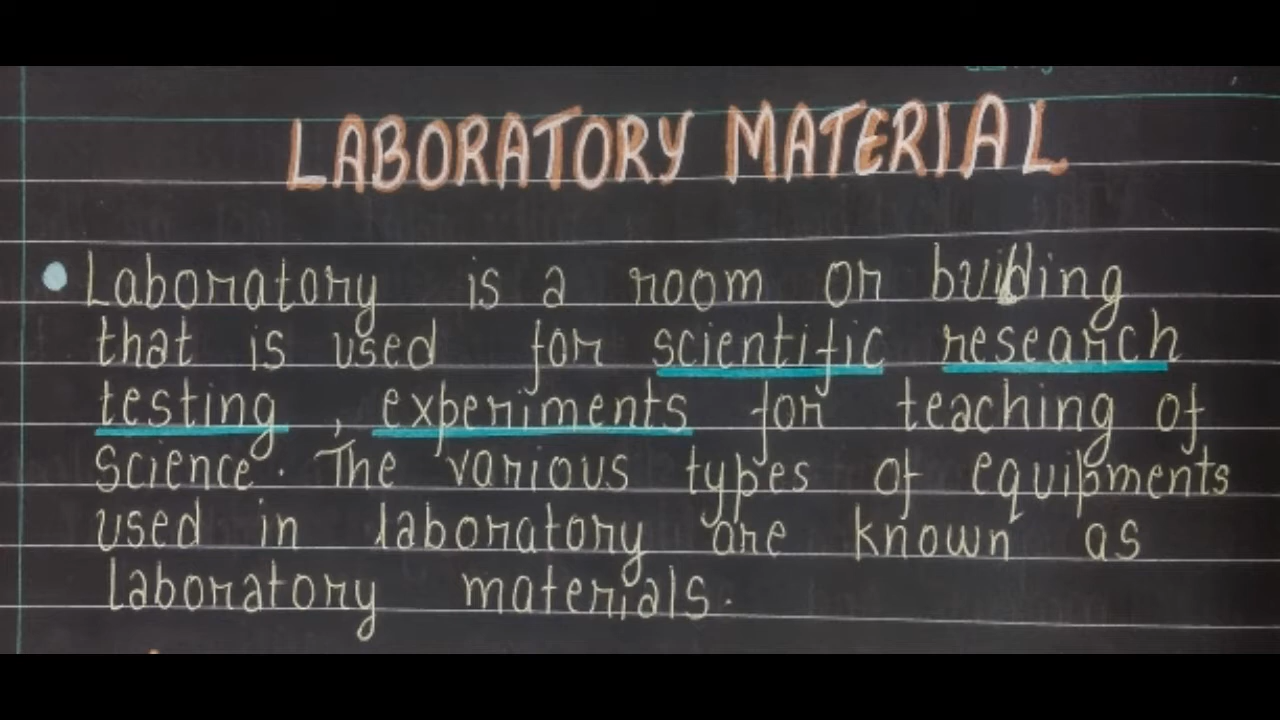 LABORATORY MATERIAL
Laboratory is a room or building
that is used for scientific research
testing , experiments for teaching of
science. The various types of equipments
used in laboratory are known as
laboratory materials.